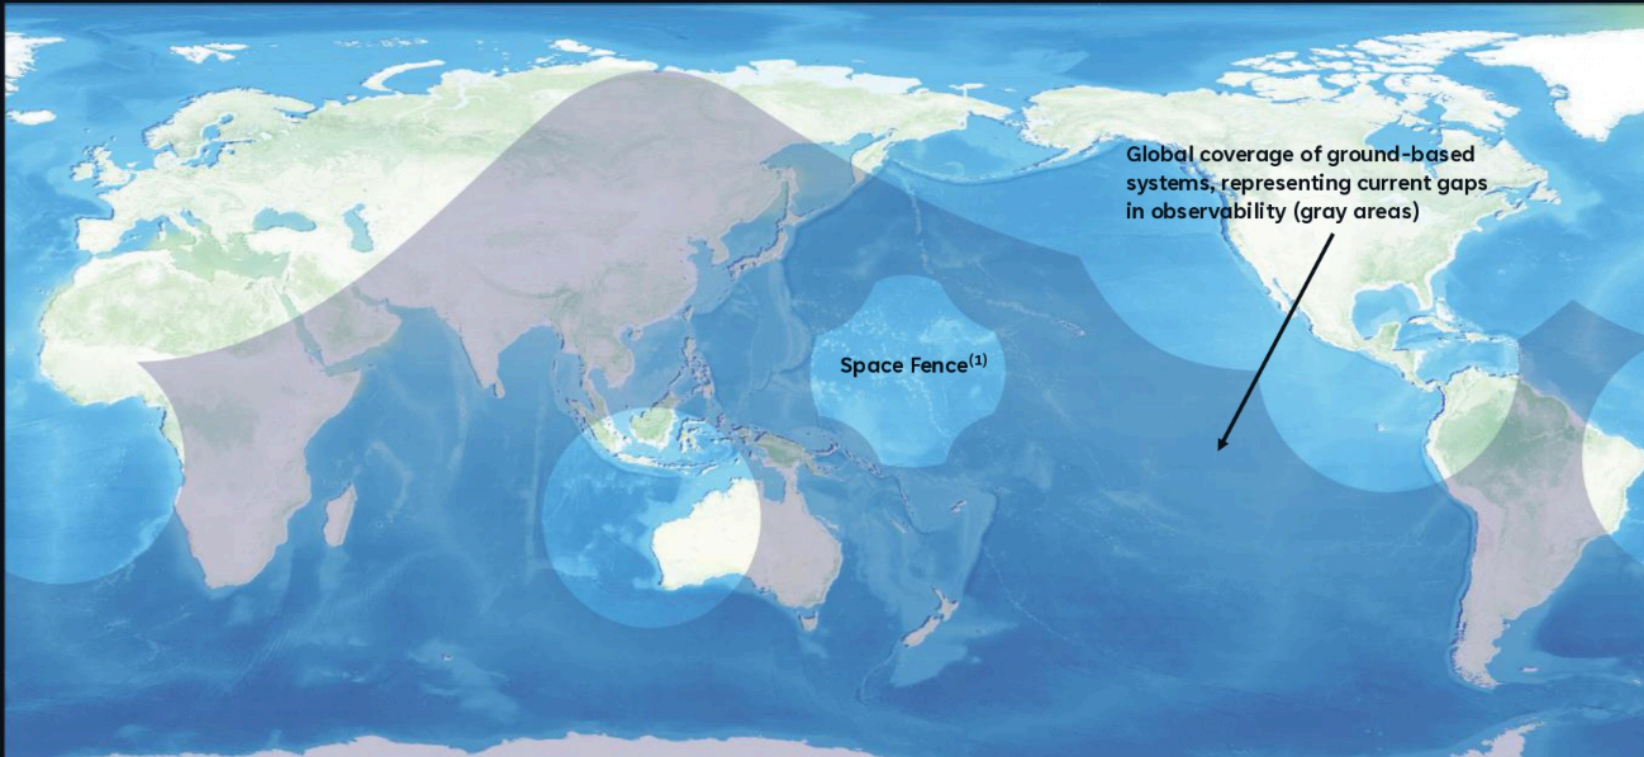 Global coverage of ground-based
systems, representing current gaps
in observability (gray areas)
Space Fence(1)